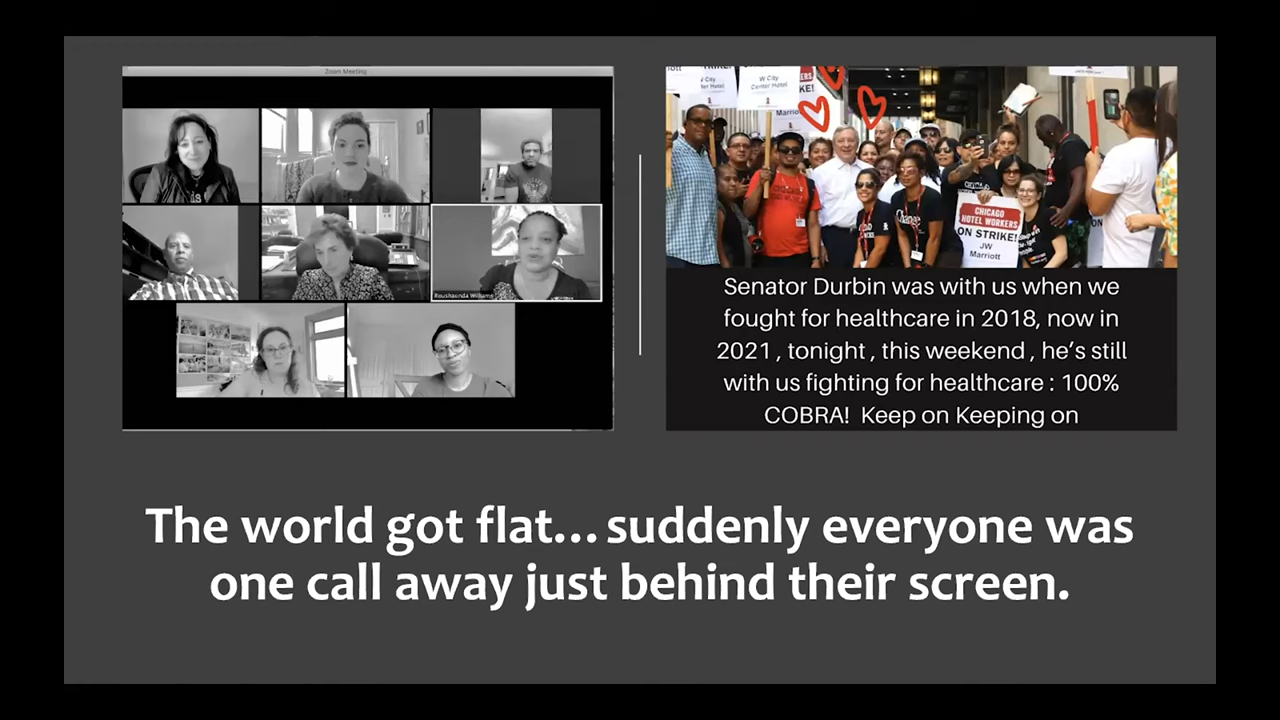 Zoom Meeting
Roushaunda Williams
W City
Center Hotel
STRIKE!
CHICAGO
HOTEL WORKERS
ON STRIKE!
JW
Marriott
Senator Durbin was with us when we
fought for healthcare in 2018, now in
2021 , tonight , this weekend , he’s still
with us fighting for healthcare : 100%
COBRA! Keep on Keeping on
The world got flat...suddenly everyone was
one call away just behind their screen.